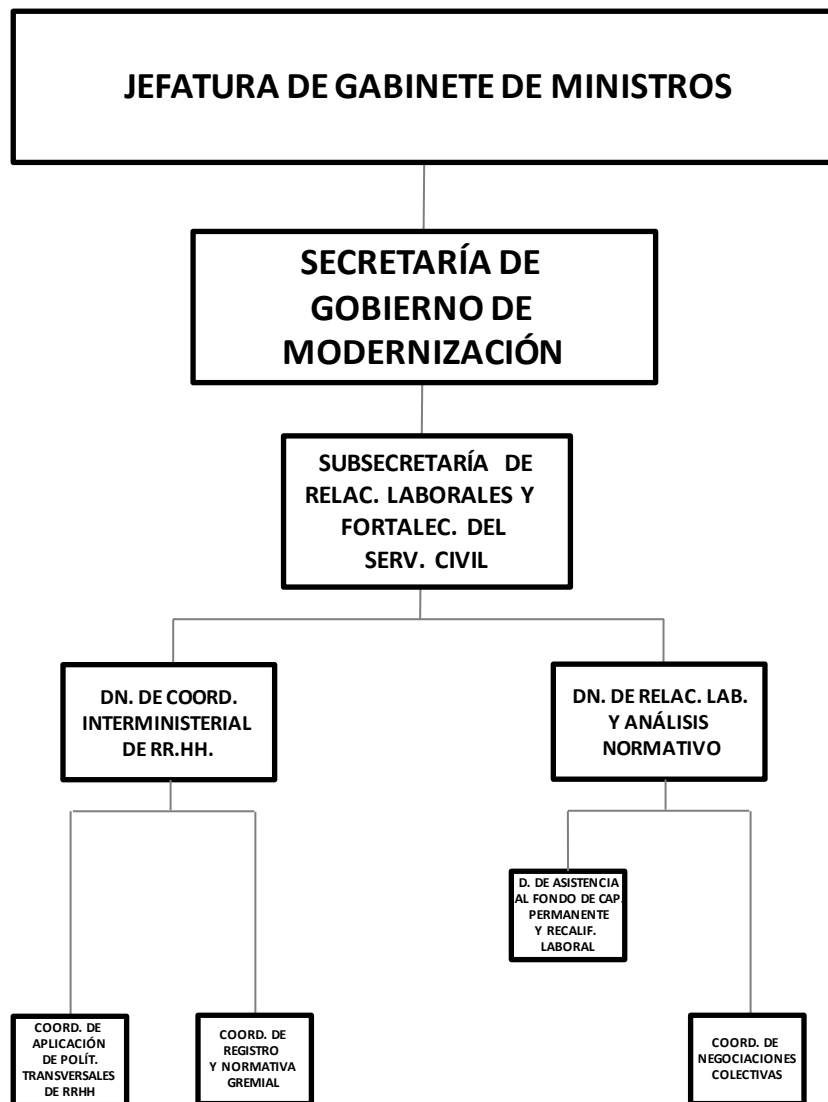 JEFATURA DE GABINETE DE MINISTROS
SECRETARÍA DE
GOBIERNO DE
MODERNIZACIÓN
SUBSECRETARÍA DE
RELAC. LABORALES Y
FORTALEC. DEL
SERV. CIVIL
DN. DE COORD.
INTERMINISTERIAL
DE RR.HH.
DN. DE RELAC. LAB.
Y ANÁLISIS
NORMATIVO
D. DE ASISTENCIA
AL FONDO DE CAP.
PERMANENTE
Y RECALIF.
LABORAL
COORD. DE
APLICACIÓN
DE POLÍT.
TRANSVERSALES
DE RRHH
COORD. DE
REGISTRO
Y NORMATIVA
GREMIAL
COORD. DE
NEGOCIACIONES
COLECTIVAS